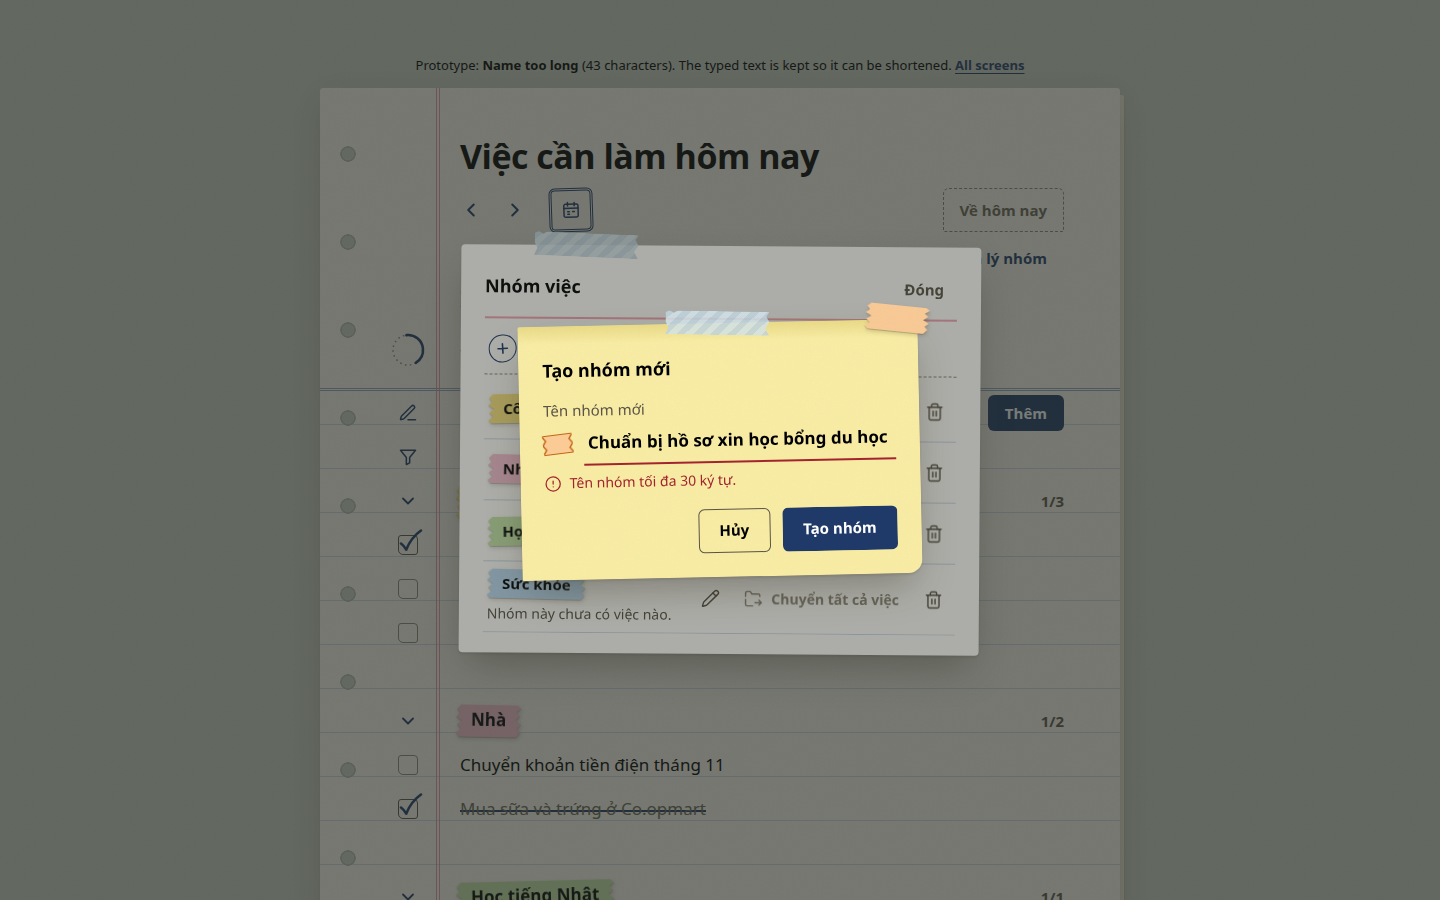 Prototype: Name too long (43 characters). The typed text is kept so it can be shortened. All screens
Việc cần làm hôm nay
Về hôm nay
lý nhóm
Nhóm việc
Đóng
Tạo nhóm mới
Tên nhóm mới
Chuẩn bị hồ sơ xin học bổng du học
Tên nhóm tối đa 30 ký tự.
Hủy
Tạo nhóm
Thêm
1/3
Sức khỏe
Chuyển tất cả việc
Nhóm này chưa có việc nào.
Nhà
1/2
Chuyển khoản tiền điện tháng 11
Mua sữa và trứng ở Co.opmart
Học tiếng Nhật
1/1